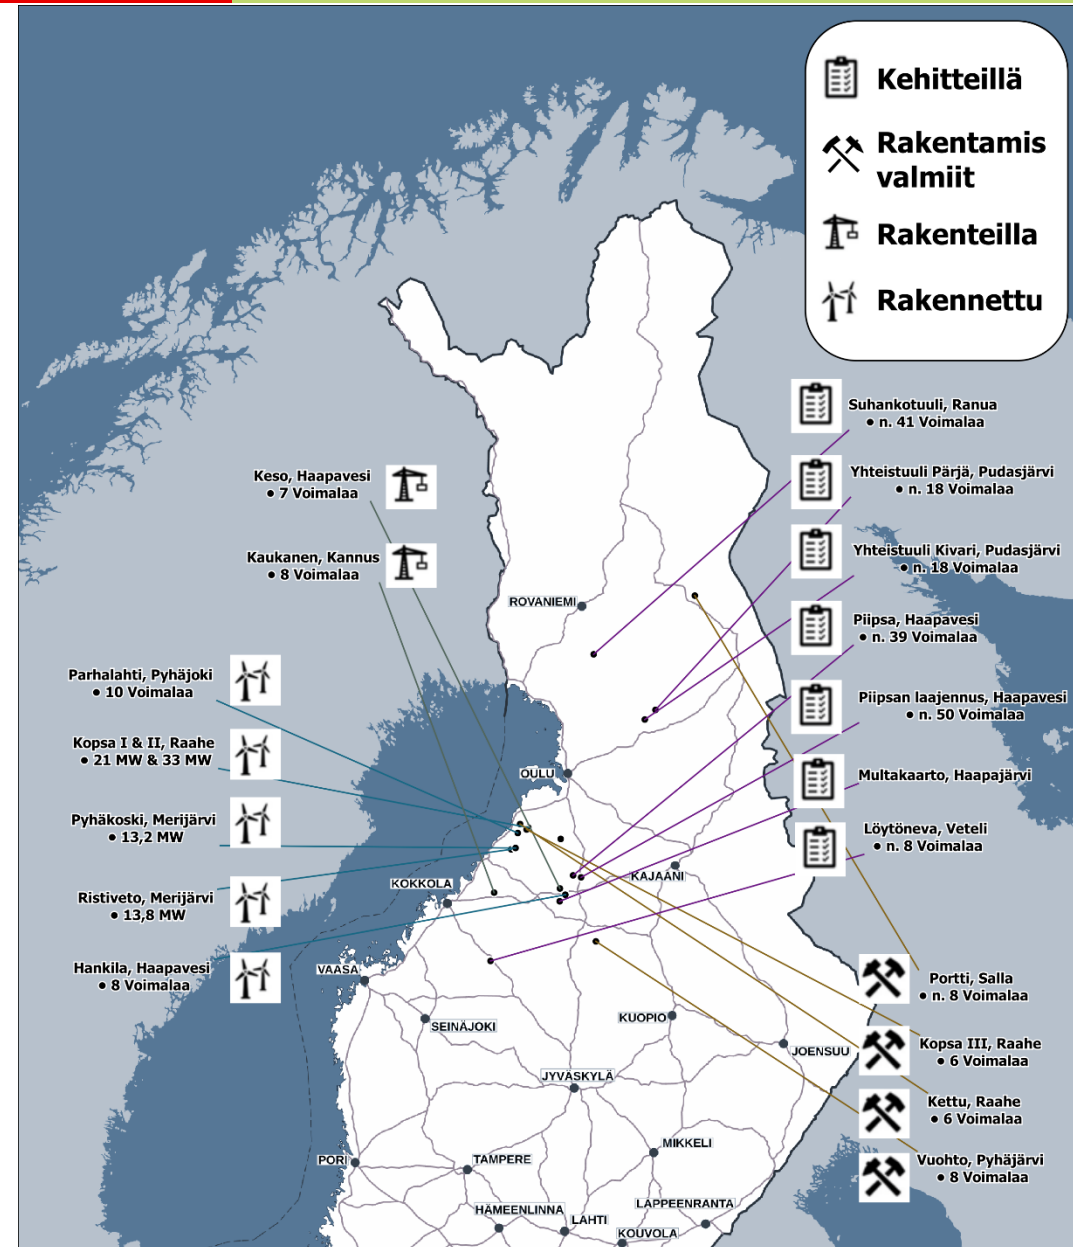 Kehitteillä
Rakentamis
valmiit
Rakenteilla
Rakennettu
Suhankotuuli, Ranua
• n. 41 Voimalaa
Yhteistuuli Pärjä, Pudasjärvi
• n. 18 Voimalaa
Yhteistuuli Kivari, Pudasjärvi
• n. 18 Voimalaa
Piipsa, Haapavesi
• n. 39 Voimalaa
Piipsan laajennus, Haapavesi
• n. 50 Voimalaa
Multakaarto, Haapajärvi
Löytöneva, Veteli
• n. 8 Voimalaa
Keso, Haapavesi
• 7 Voimalaa
Kaukanen, Kannus
• 8 Voimalaa
Parhalahti, Pyhäjoki
• 10 Voimalaa
Kopsa I & II, Raahe
• 21 MW & 33 MW
Pyhäkoski, Merijärvi
• 13,2 MW
Ristiveto, Merijärvi
• 13,8 MW
Hankila, Haapavesi
• 8 Voimalaa
Portti, Salla
• n. 8 Voimalaa
Kopsa III, Raahe
• 6 Voimalaa
Kettu, Raahe
• 6 Voimalaa
Vuohto, Pyhäjärvi
• 8 Voimalaa
ROVANIEMI
OULU
KAJAANI
KOKKOLA
VAASA
SEINÄJOKI
KUOPIO
JOENSUU
JYVÄSKYLÄ
MIKKELI
PORI
TAMPERE
LAPPEENRANTA
HÄMEENLINNA
LAHTI
KOUVOLA